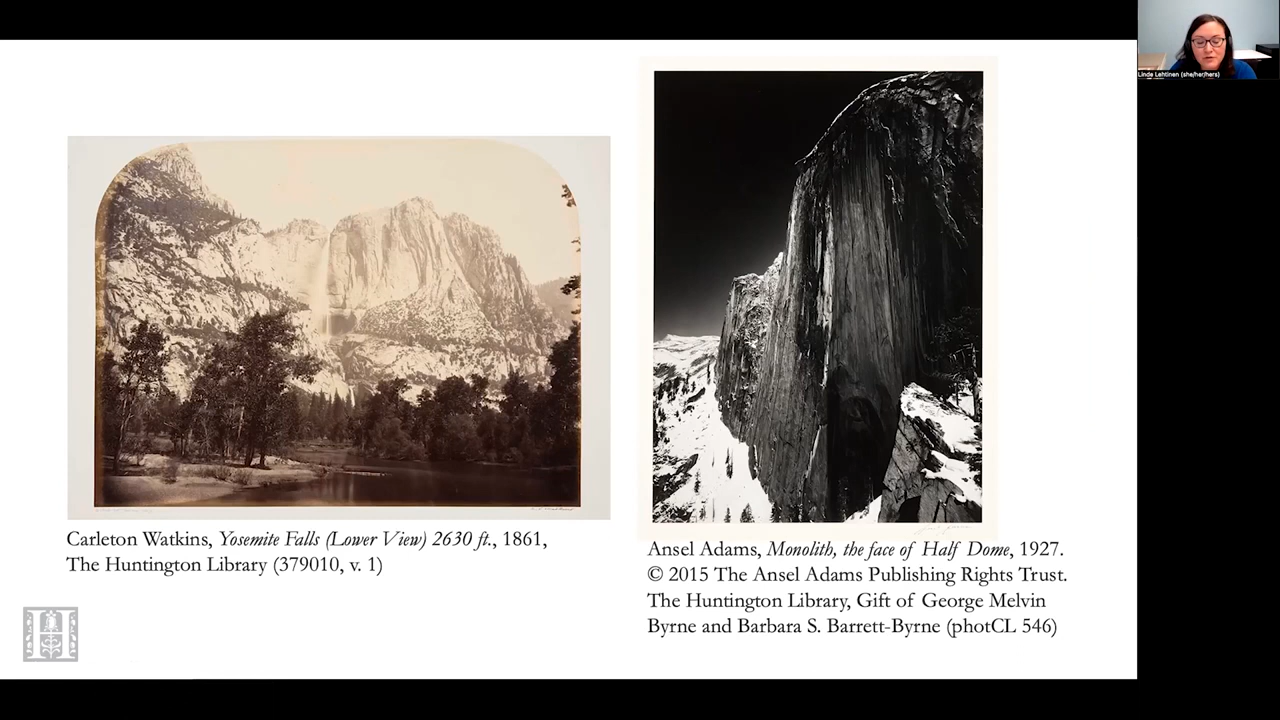 Linde Lehtinen (she/her/hers)
Carleton Watkins, Yosemite Falls (Lower View) 2630 ft., 1861,
The Huntington Library (379010, v. 1)
Ansel Adams, Monolith, the face of Half Dome, 1927.
© 2015 The Ansel Adams Publishing Rights Trust.
The Huntington Library, Gift of George Melvin
Byrne and Barbara S. Barrett-Byrne (photCL 546)
H